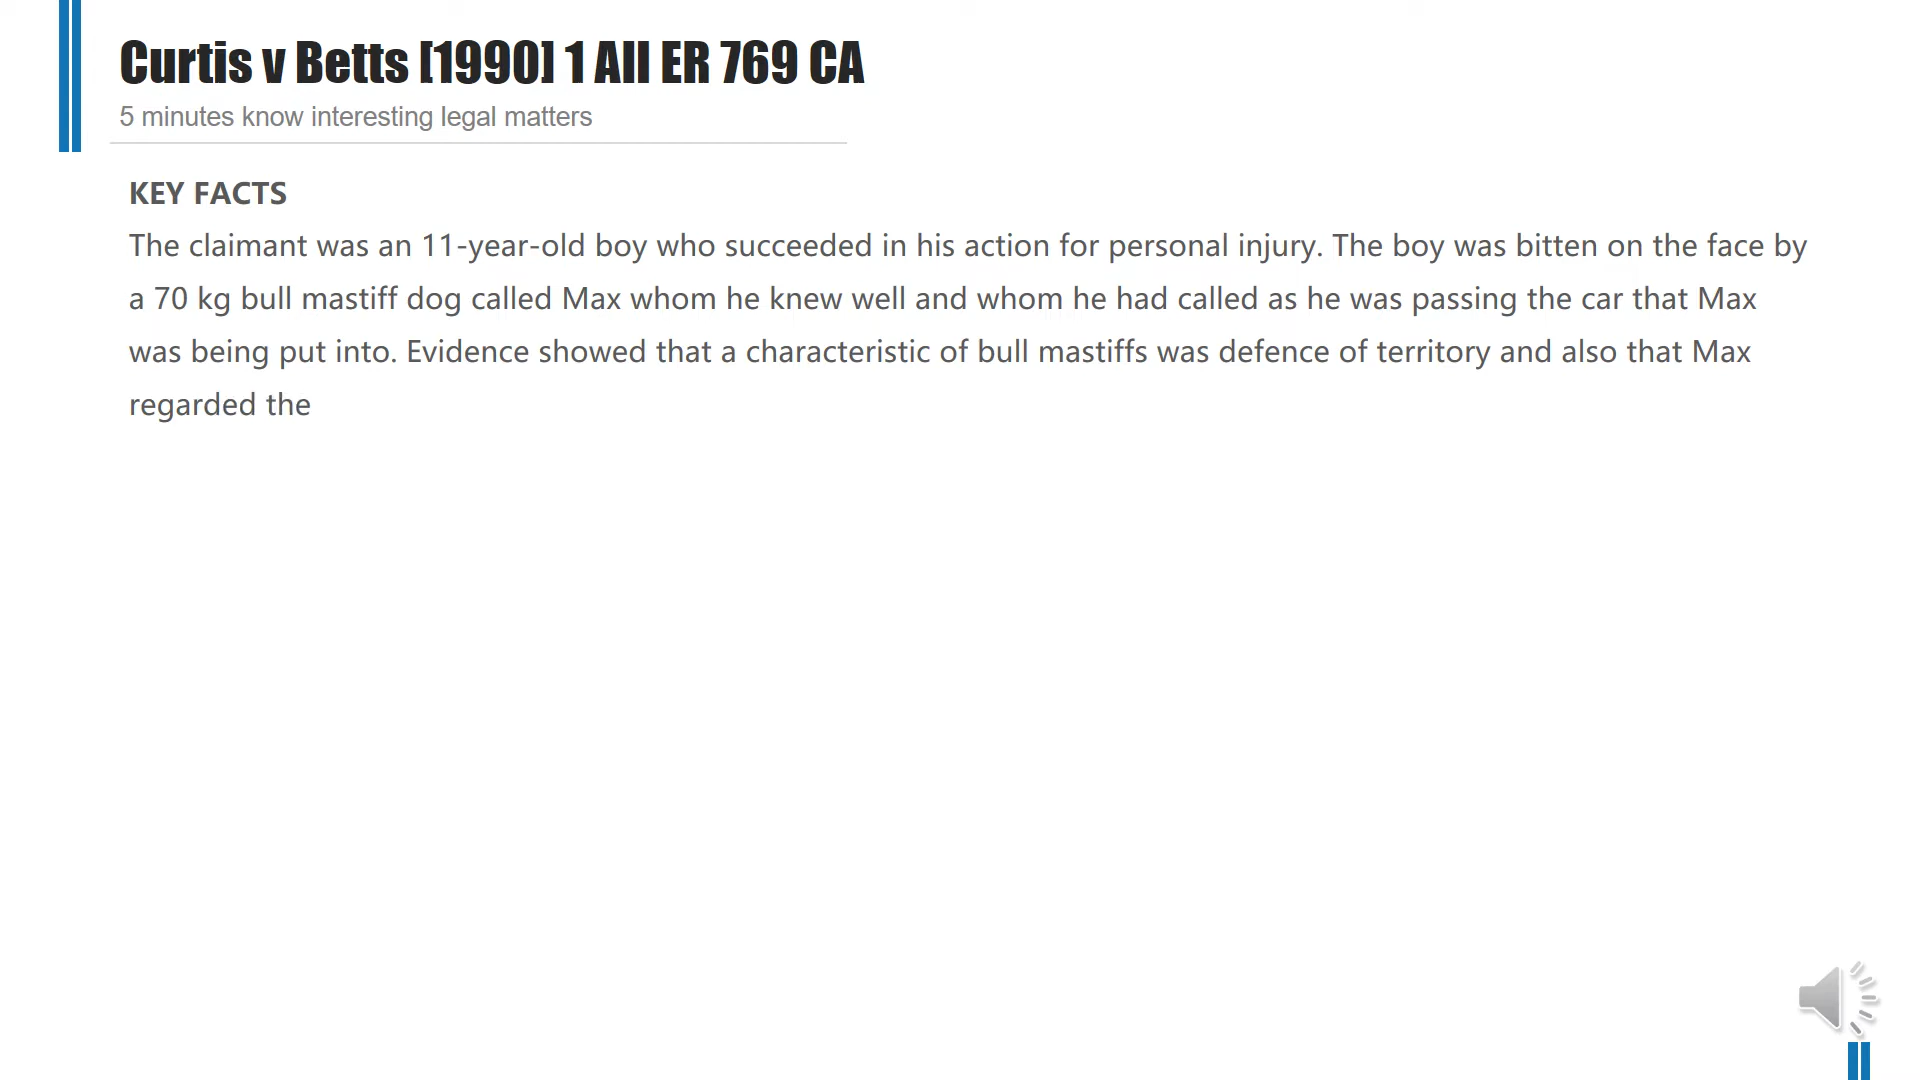 Curtis v Betts [1990] 1 All ER 769 CA
5 minutes know interesting legal matters
KEY FACTS
The claimant was an 11-year-old boy who succeeded in his action for personal injury. The boy was bitten on the face by
a 70 kg bull mastiff dog called Max whom he knew well and whom he had called as he was passing the car that Max
was being put into. Evidence showed that a characteristic of bull mastiffs was defence of territory and also that Max
regarded the